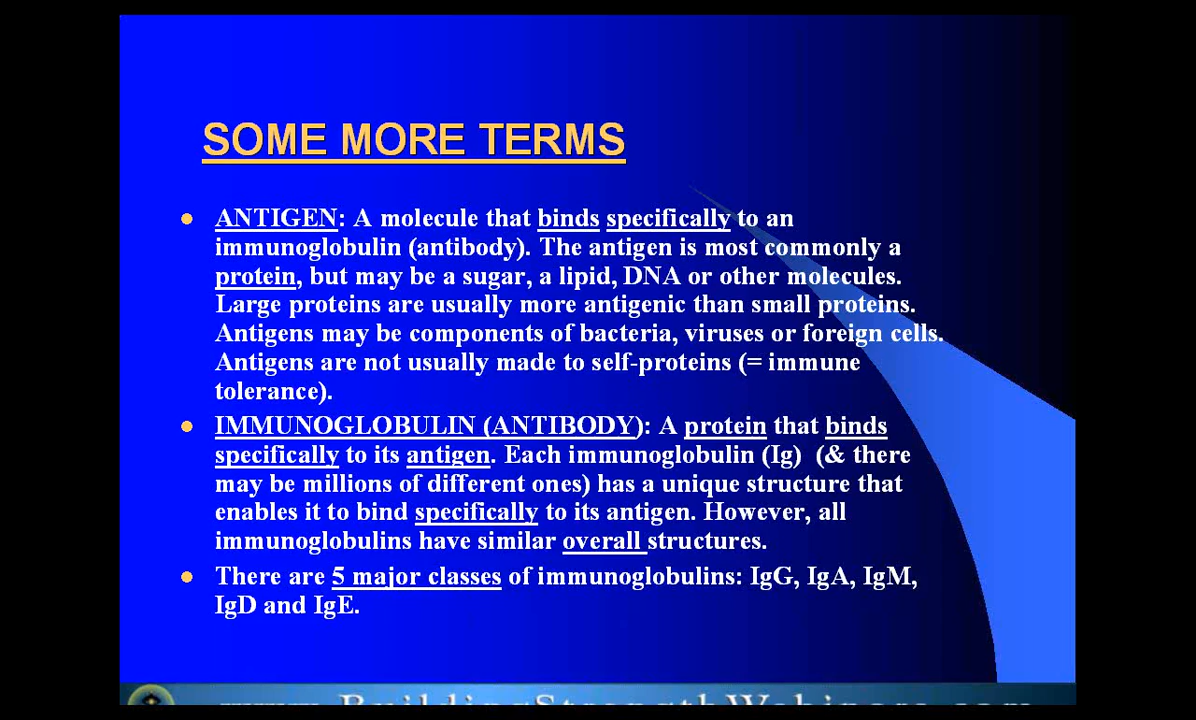 SOME MORE TERMS
ANTIGEN: A molecule that binds specifically to an
immunoglobulin (antibody). The antigen is most commonly a
protein, but may be a sugar, a lipid, DNA or other molecules.
Large proteins are usually more antigenic than small proteins.
Antigens may be components of bacteria, viruses or foreign cells.
Antigens are not usually made to self-proteins (= immune
tolerance).
IMMUNOGLOBULIN (ANTIBODY): A protein that binds
specifically to its antigen. Each immunoglobulin (Ig) (& there
may be millions of different ones) has a unique structure that
enables it to bind specifically to its antigen. However, all
immunoglobulins have similar overall structures.
There are 5 major classes of immunoglobulins: IgG, IgA, IgM,
IgD and IgE.
www.BuildingStrengthWebinars.com